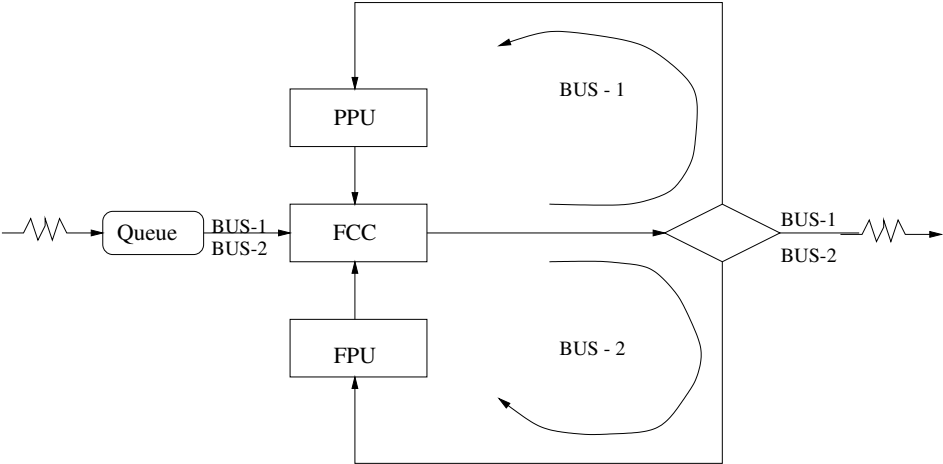 BUS - 1
PPU
Queue
BUS-1
BUS-2
FCC
BUS-1
BUS-2
FPU
BUS - 2